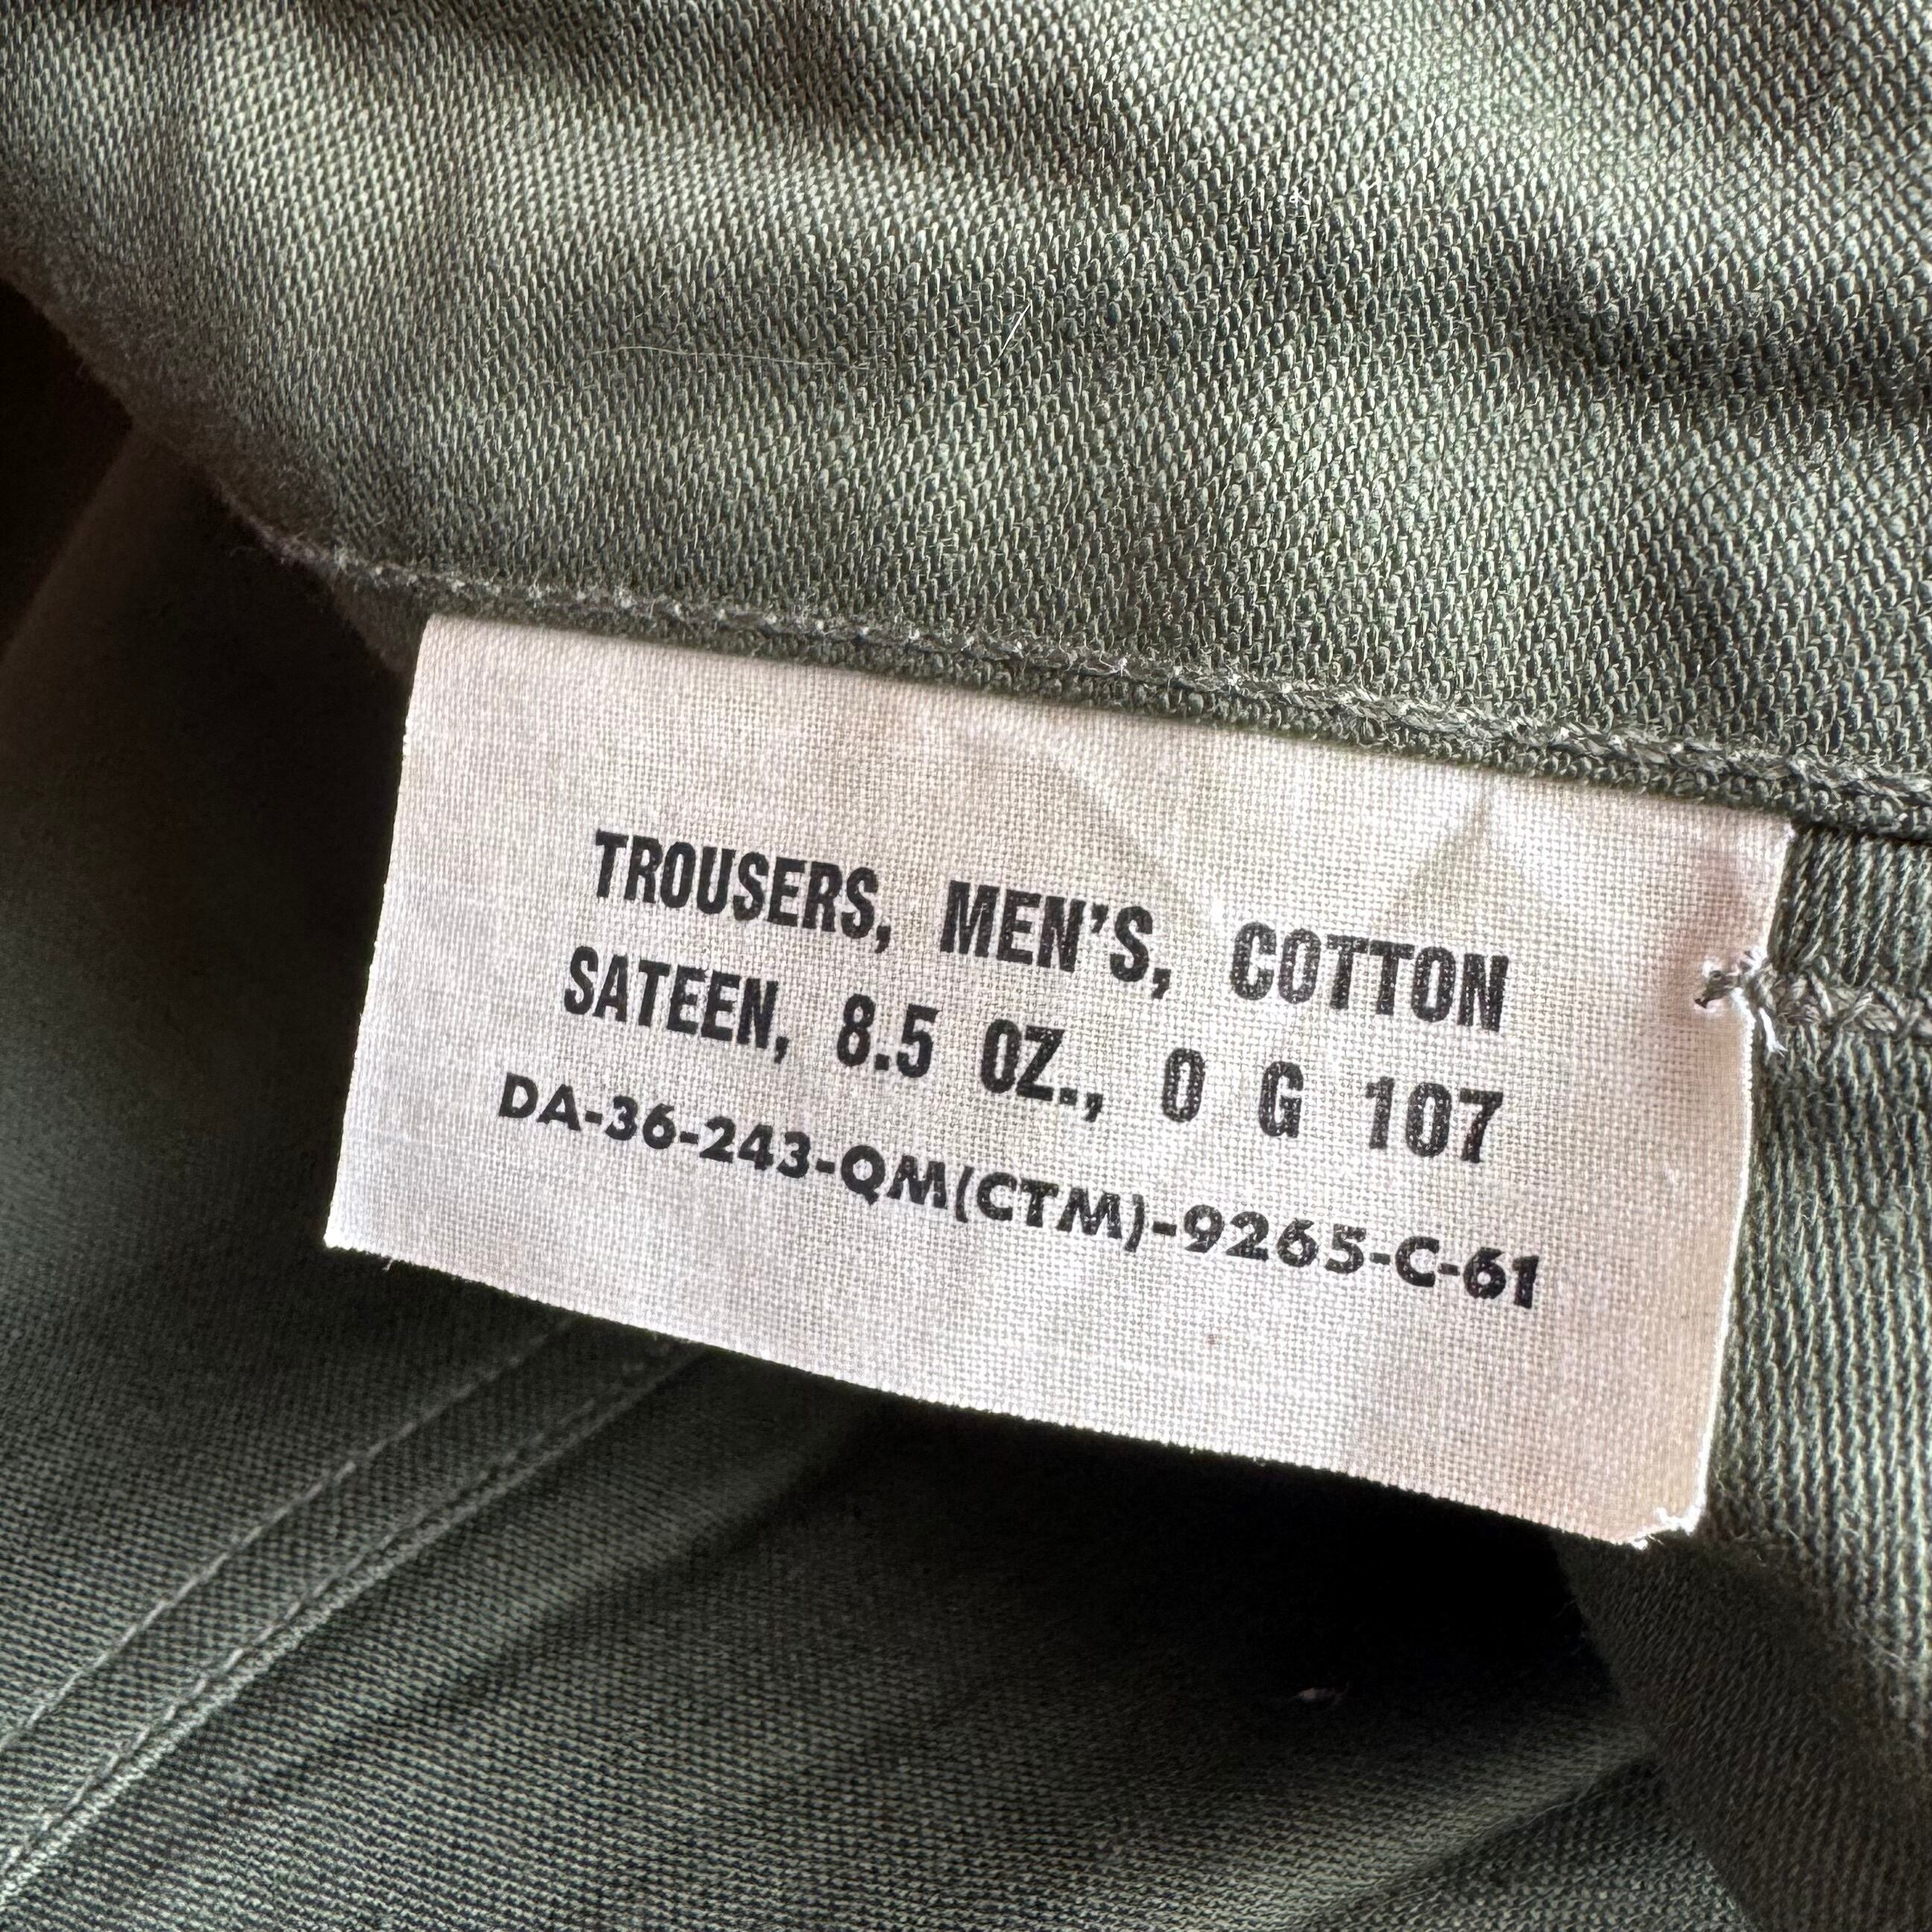 TROUSERS, MEN'S, COTTON
SATEEN, 8.5 OZ., O G 107
DA-36-243-QM(CTM)-9265-C-61